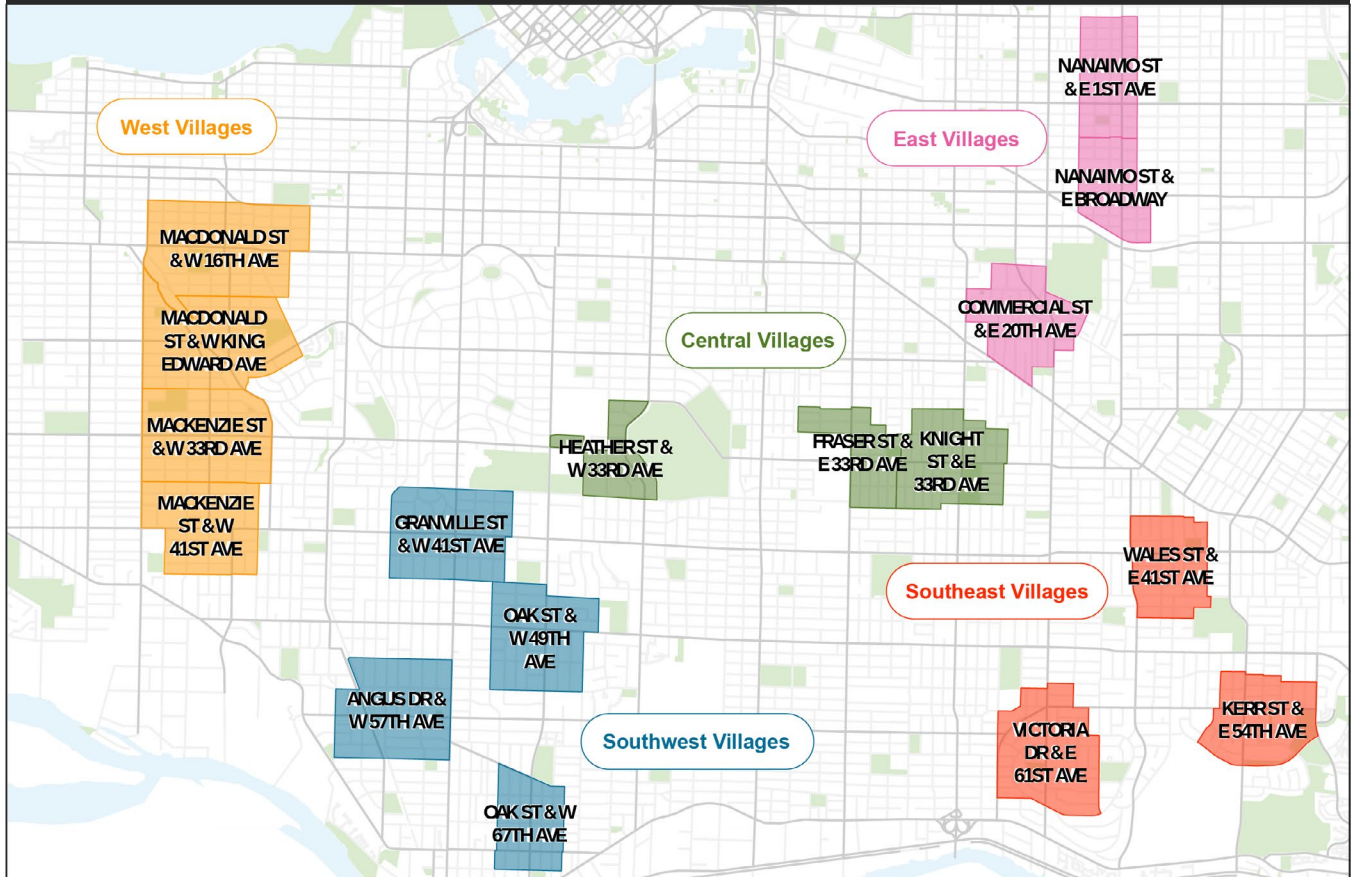 West Villages
MACDONALD ST
& W 16TH AVE
MACDONALD
ST & W KING
EDWARD AVE
MACKENZIE ST
& W 33RD AVE
MACKENZIE
ST & W
41ST AVE
East Villages
NANAIMO ST
& E 1ST AVE
NANAIMO ST &
E BROADWAY
COMMERCIAL ST
& E 20TH AVE
Central Villages
HEATHER ST &
W 33RD AVE
FRASER ST &
E 33RD AVE
KNIGHT
ST & E
33RD AVE
GRANVILLE ST
& W 41ST AVE
OAK ST &
W 49TH
AVE
ANGUS DR &
W 57TH AVE
Southwest Villages
OAK ST & W
67TH AVE
Southeast Villages
WALES ST &
E 41ST AVE
VICTORIA
DR & E
61ST AVE
KERR ST &
E 54TH AVE